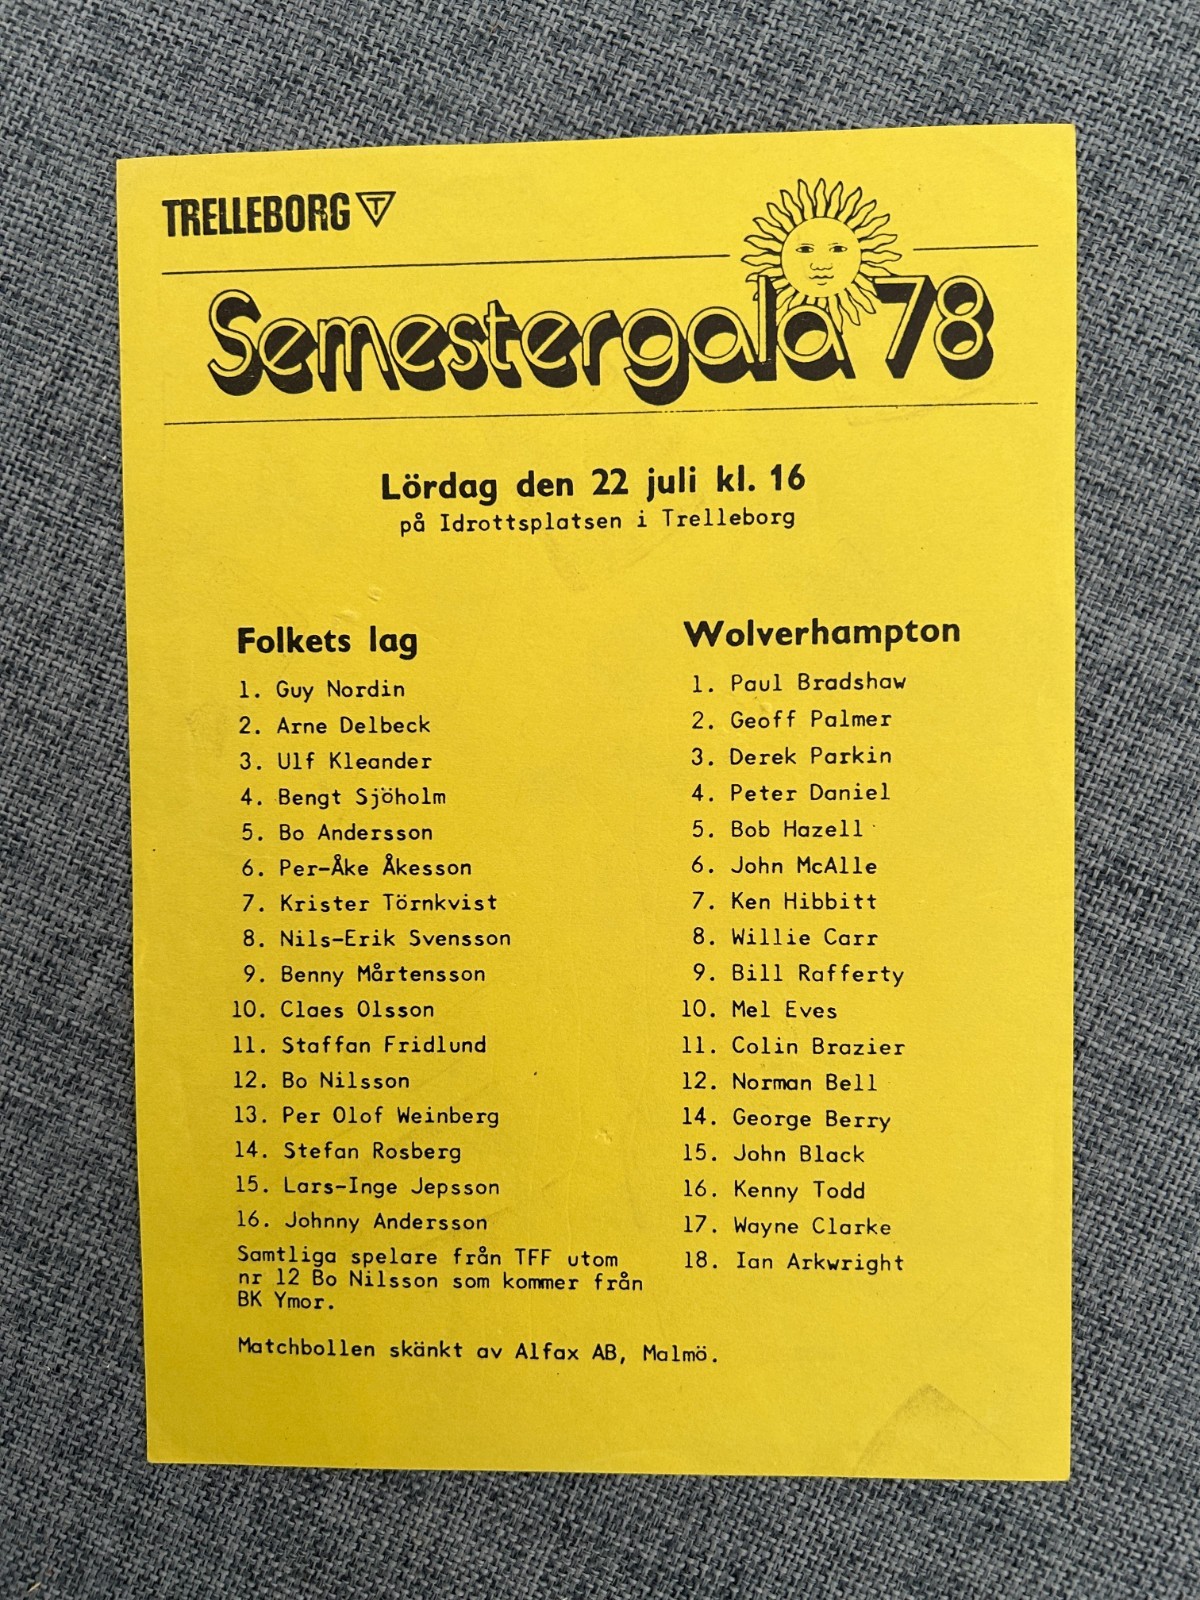 TRELLEBORG T
Semestergala 78
Lördag den 22 juli kl. 16
på Idrottsplatsen i Trelleborg
Folkets lag
1. Guy Nordin
2. Arne Delbeck
3. Ulf Kleander
4. Bengt Sjöholm
5. Bo Andersson
6. Per-Åke Åkesson
7. Krister Törnkvist
8. Nils-Erik Svensson
9. Benny Mårtensson
10. Claes Olsson
11. Staffan Fridlund
12. Bo Nilsson
13. Per Olof Weinberg
14. Stefan Rosberg
15. Lars-Inge Jepsson
16. Johnny Andersson
Samtliga spelare från TFF utom
nr 12 Bo Nilsson som kommer från
BK Ymor.
Wolverhampton
1. Paul Bradshaw
2. Geoff Palmer
3. Derek Parkin
4. Peter Daniel
5. Bob Hazell
6. John McAlle
7. Ken Hibbitt
8. Willie Carr
9. Bill Rafferty
10. Mel Eves
11. Colin Brazier
12. Norman Bell
14. George Berry
15. John Black
16. Kenny Todd
17. Wayne Clarke
18. Ian Arkwright
Matchbollen skänkt av Alfax AB, Malmö.